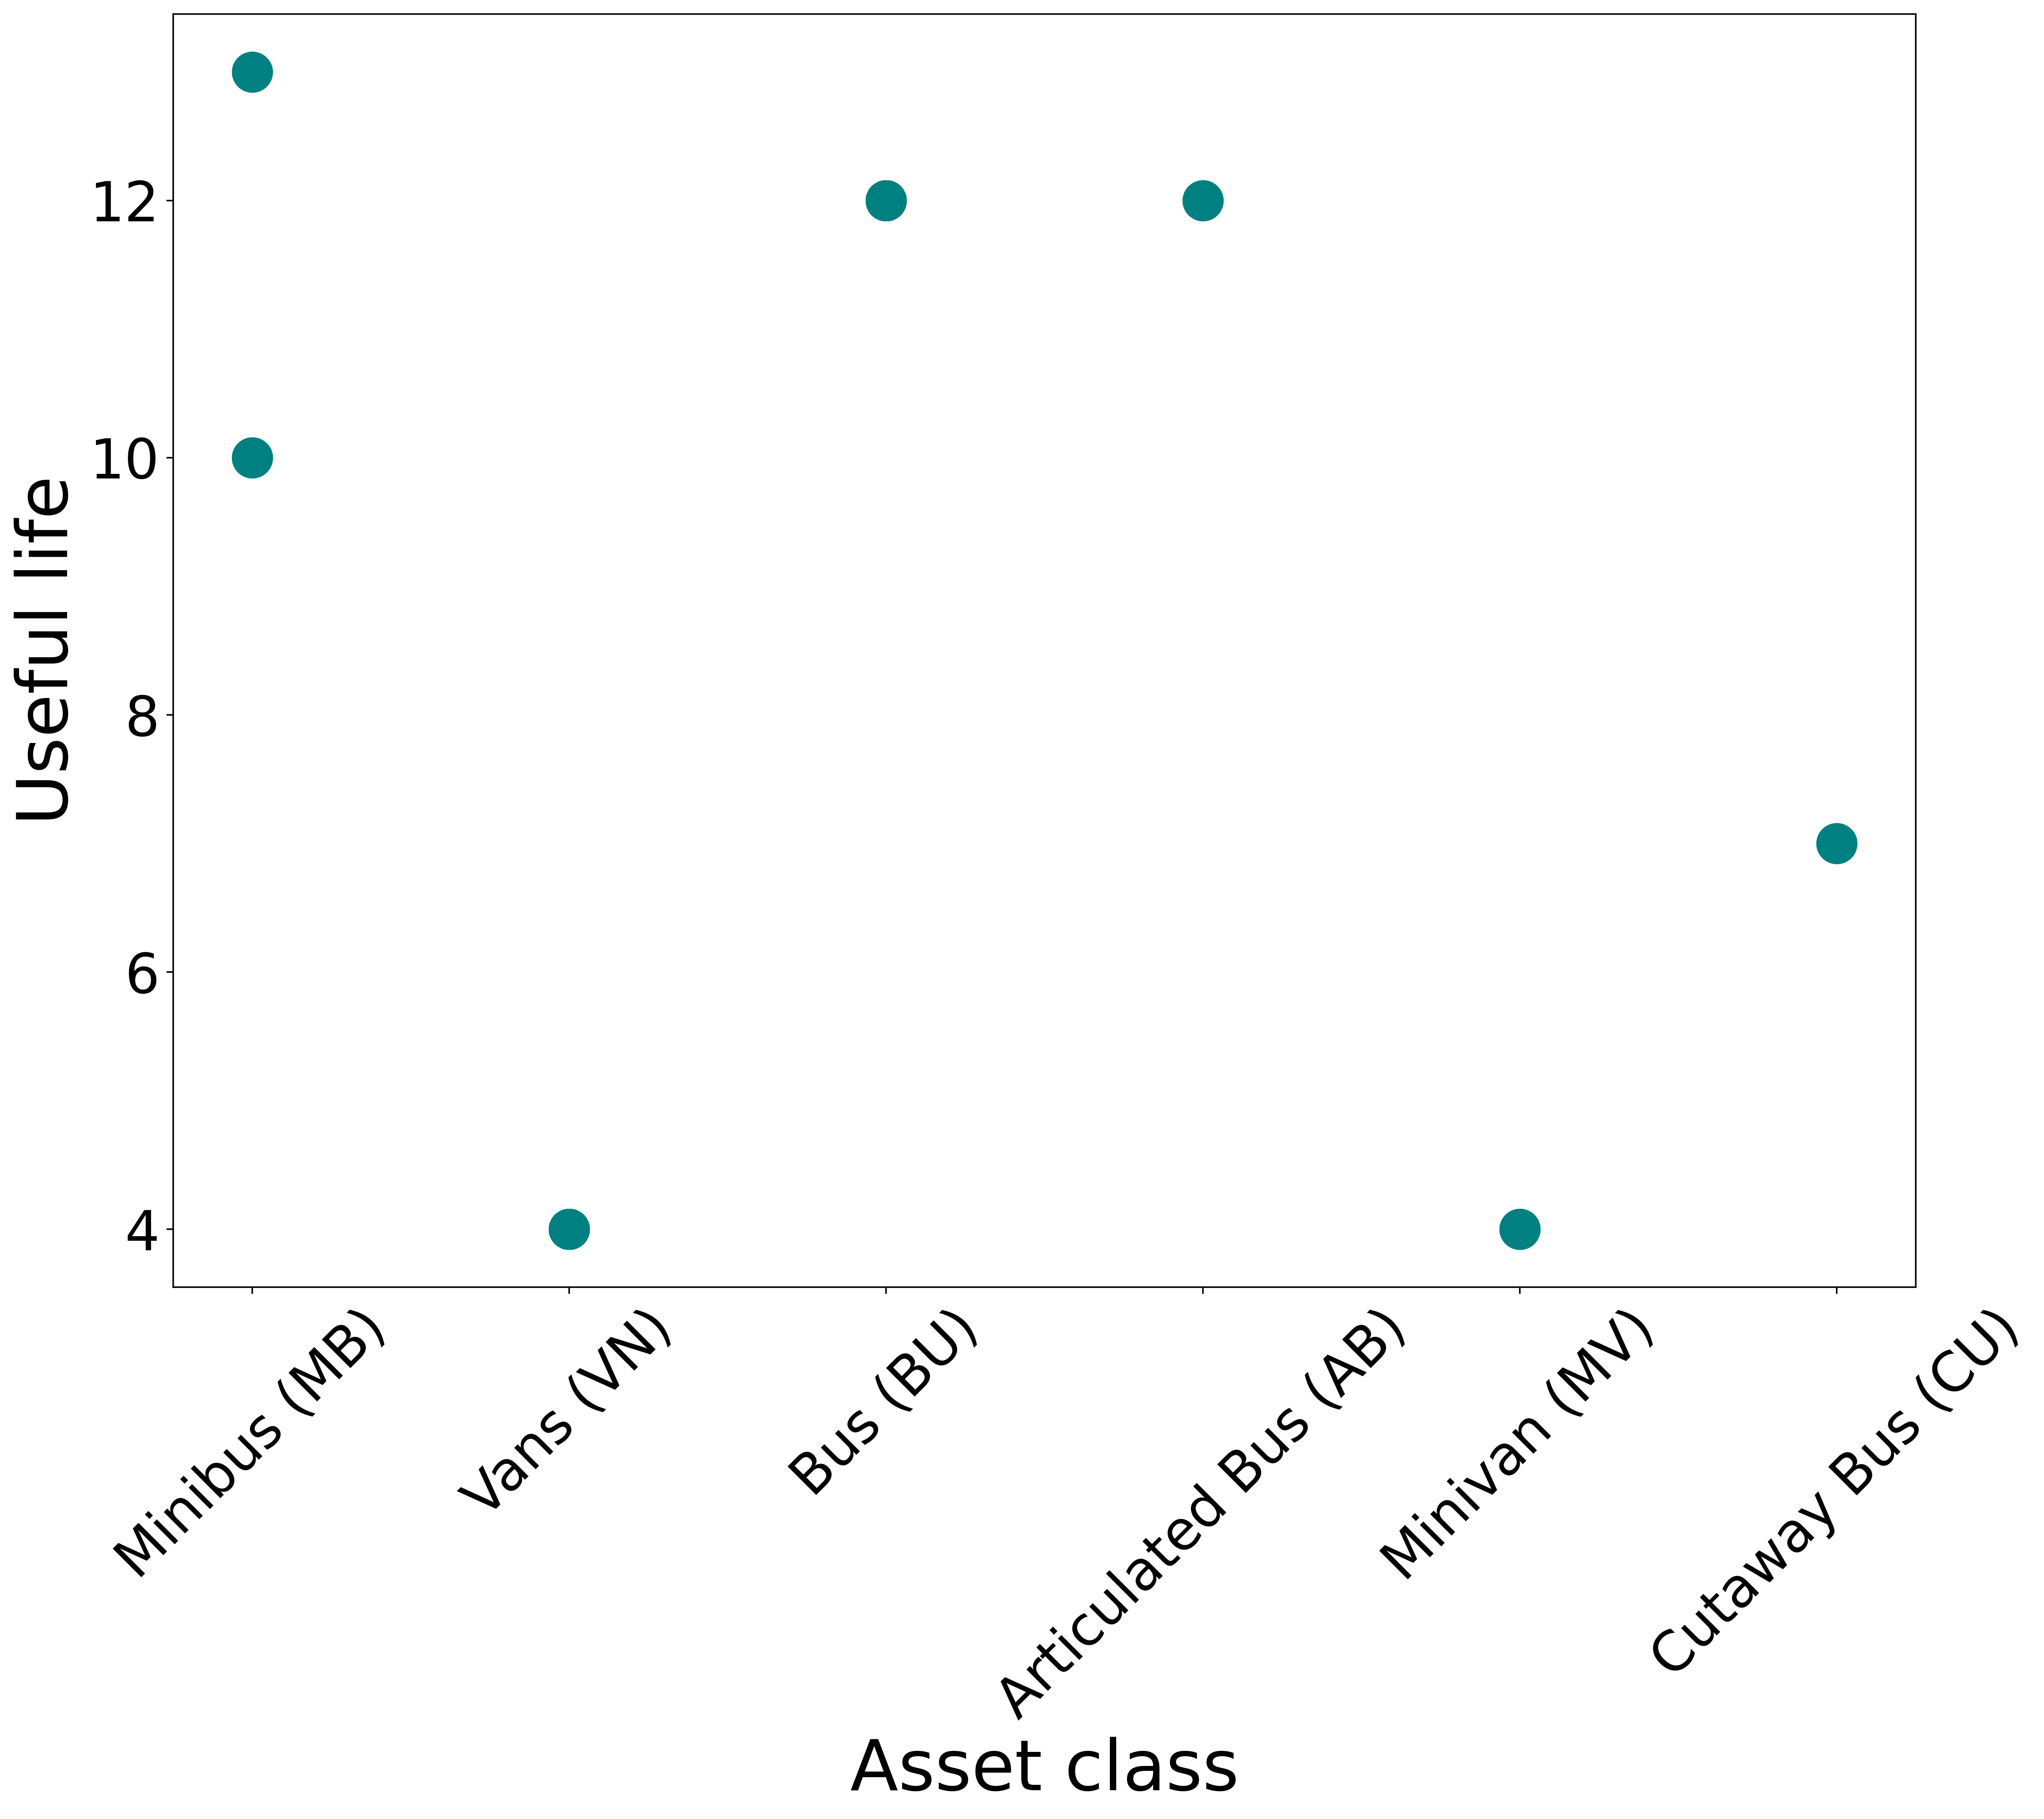 Useful life
12
10
8
6
4
Minibus (MB)
Vans (VN)
Bus (BU)
Articulated Bus (AB)
Minivan (MV)
Cutaway Bus (CU)
Asset class